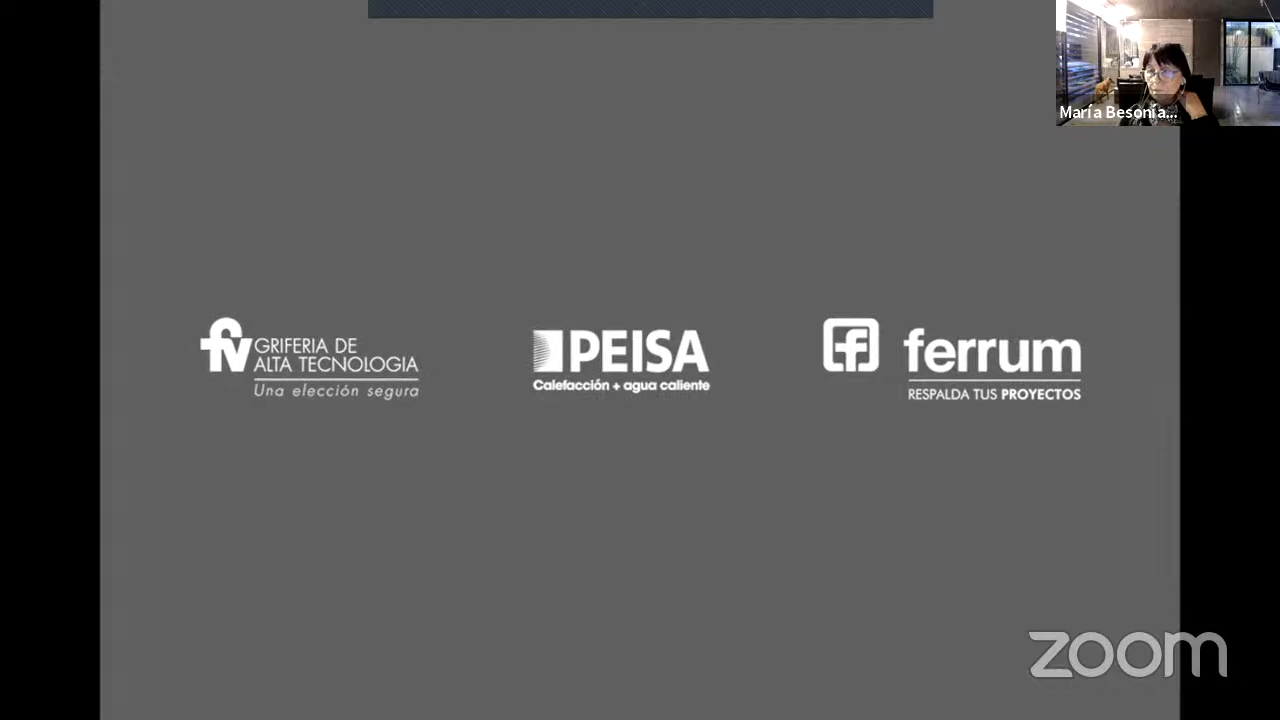 María Besonía...
fv
GRIFERIA DE
ALTA TECNOLOGIA
Una elección segura
PEISA
Calefacción + agua caliente
ferrum
RESPALDA TUS PROYECTOS
zoom